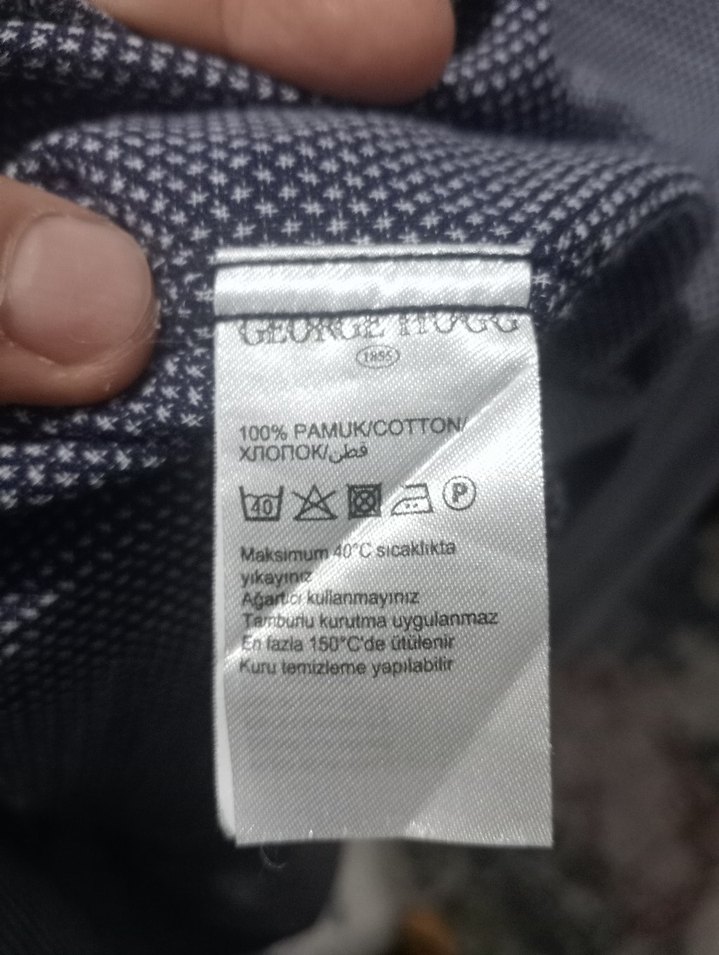 GEORGE HOGG
1855
100% PAMUK/COTTON/
ХЛОПОК/قطن
40 P
Maksimum 40°C sıcaklıkta
yıkayınız
Ağartıcı kullanmayınız
Tamburlu kurutma uygulanmaz
En fazla 150°C'de ütülenir
Kuru temizleme yapılabilir